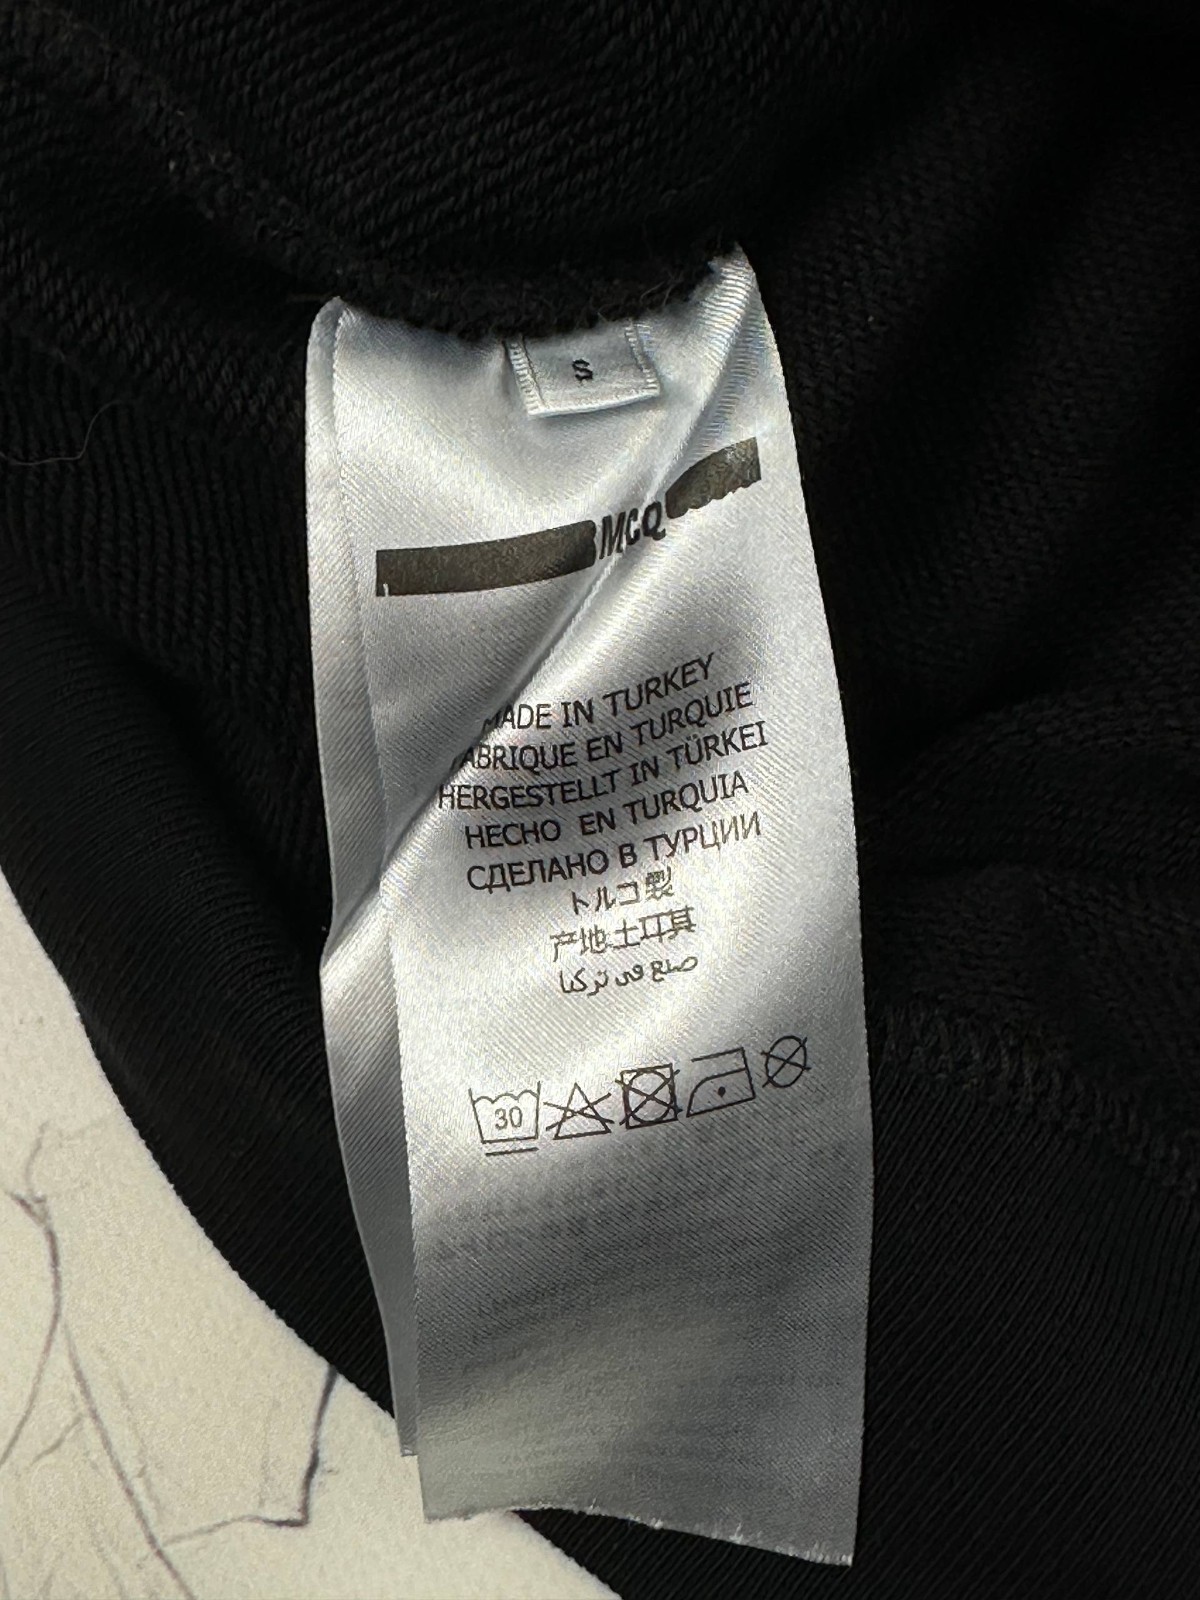 S
MCQ
MADE IN TURKEY
FABRIQUE EN TURQUIE
HERGESTELLT IN TÜRKEI
HECHO EN TURQUIA
СДЕЛАНО В ТУРЦИИ
トルコ製
产地土耳其
صنع في تركيا
30